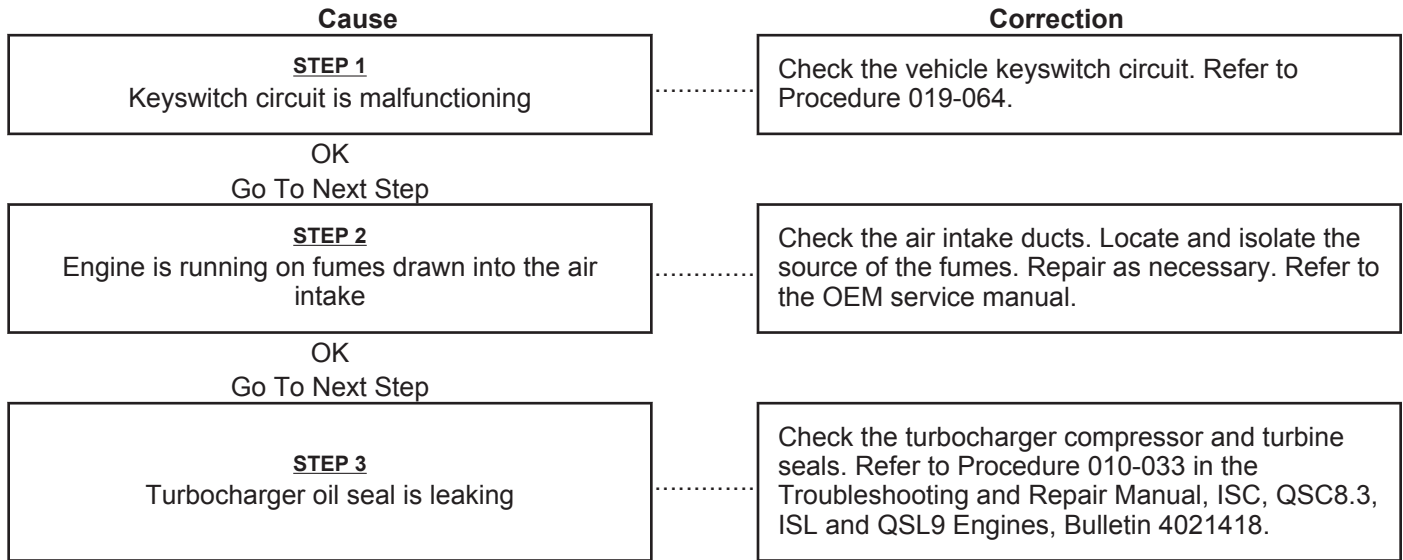 Cause
Correction
STEP 1
Keyswitch circuit is malfunctioning
.............
Check the vehicle keyswitch circuit. Refer to
Procedure 019-064.
OK
Go To Next Step
STEP 2
Engine is running on fumes drawn into the air
intake
.............
Check the air intake ducts. Locate and isolate the
source of the fumes. Repair as necessary. Refer to
the OEM service manual.
OK
Go To Next Step
STEP 3
Turbocharger oil seal is leaking
.............
Check the turbocharger compressor and turbine
seals. Refer to Procedure 010-033 in the
Troubleshooting and Repair Manual, ISC, QSC8.3,
ISL and QSL9 Engines, Bulletin 4021418.